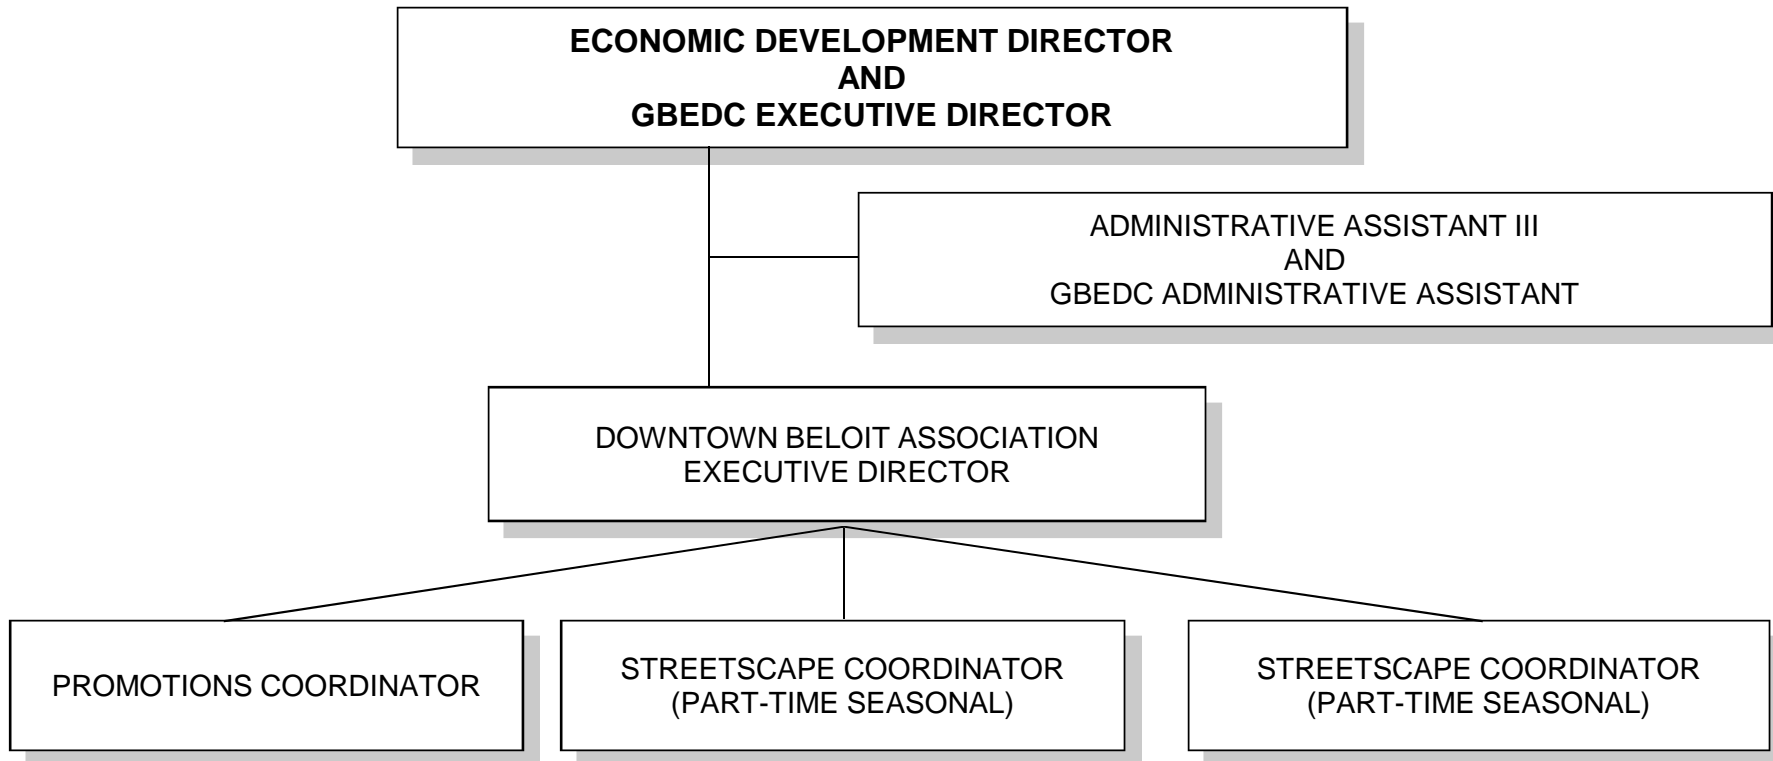 ECONOMIC DEVELOPMENT DIRECTOR
AND
GBEDC EXECUTIVE DIRECTOR
ADMINISTRATIVE ASSISTANT III
AND
GBEDC ADMINISTRATIVE ASSISTANT
DOWNTOWN BELOIT ASSOCIATION
EXECUTIVE DIRECTOR
PROMOTIONS COORDINATOR
STREETSCAPE COORDINATOR
(PART-TIME SEASONAL)
STREETSCAPE COORDINATOR
(PART-TIME SEASONAL)